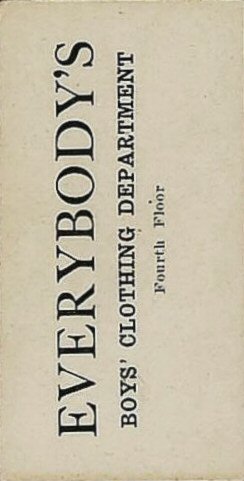 EVERYBODY'S
BOYS' CLOTHING DEPARTMENT
Fourth Floor